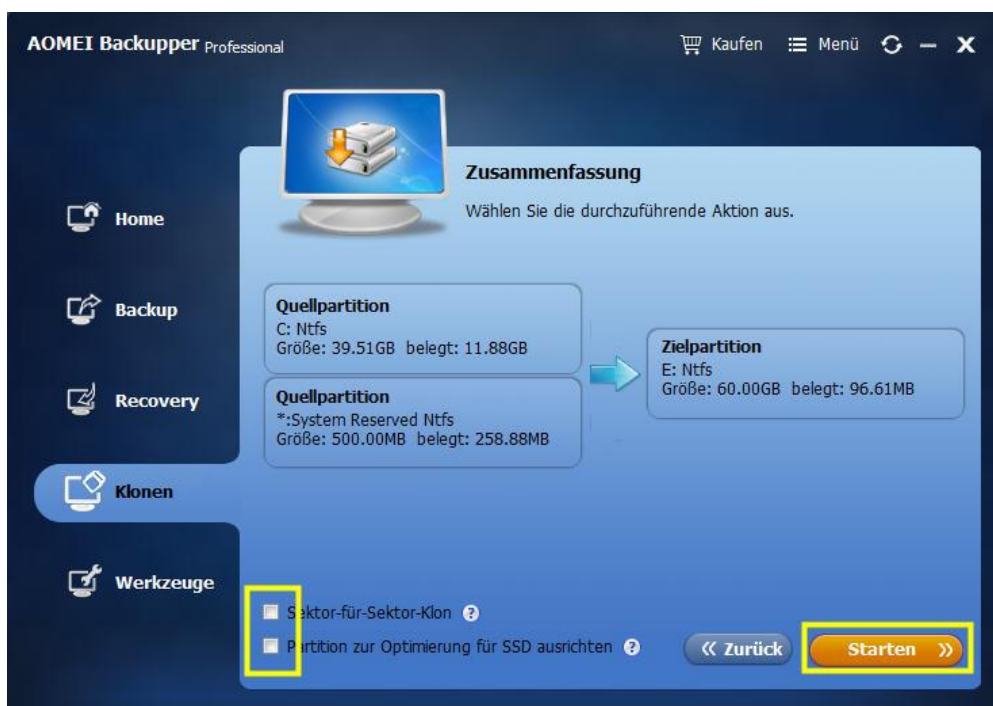 AOMEI Backupper Professional
Kaufen Menü
Zusammenfassung
Wählen Sie die durchzuführende Aktion aus.
Home
Backup
Recovery
Klonen
Werkzeuge
Quellpartition
C: Ntfs
Größe: 39.51GB belegt: 11.88GB
Quellpartition
*:System Reserved Ntfs
Größe: 500.00MB belegt: 258.88MB
Zielpartition
E: Ntfs
Größe: 60.00GB belegt: 96.61MB
Sektor-für-Sektor-Klon ?
Partition zur Optimierung für SSD ausrichten ?
« Zurück
Starten »